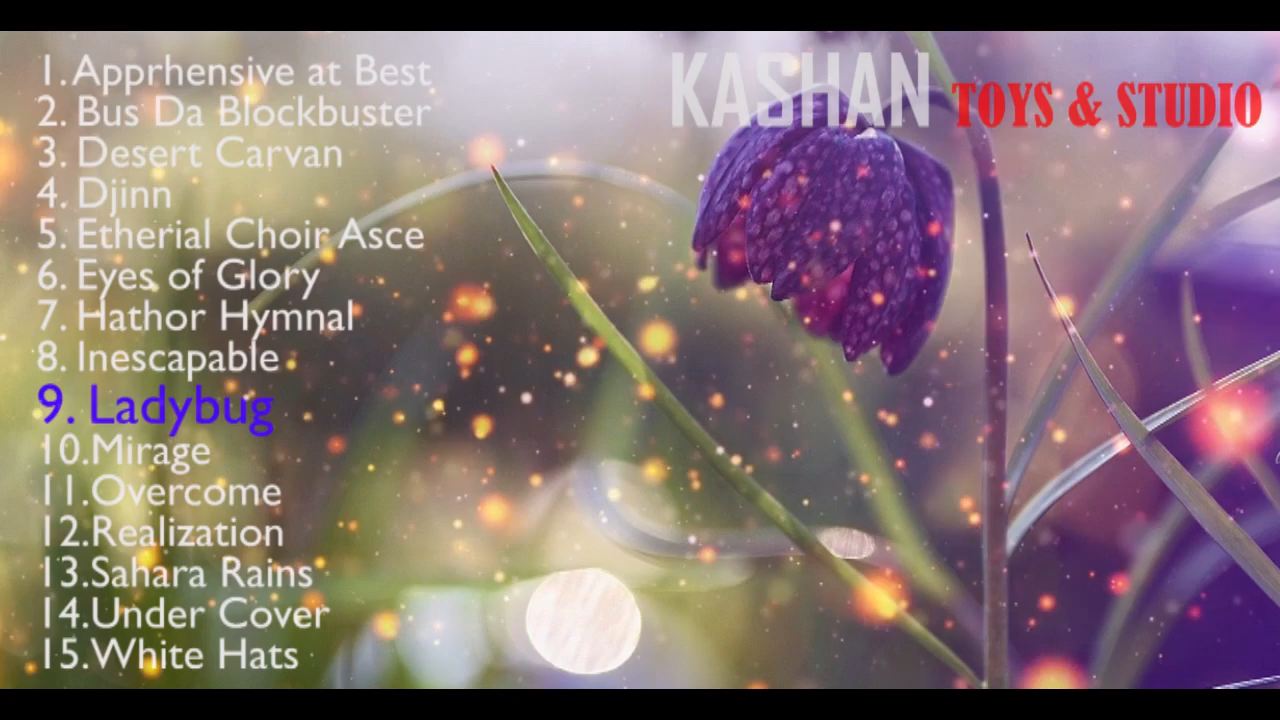 1. Apprhensive at Best
2. Bus Da Blockbuster
3. Desert Carvan
4. Djinn
5. Etherial Choir Asce
6. Eyes of Glory
7. Hathor Hymnal
8. Inescapable
9. Ladybug
10.Mirage
11.Overcome
12.Realization
13.Sahara Rains
14.Under Cover
15.White Hats
KASHAN TOYS & STUDIO